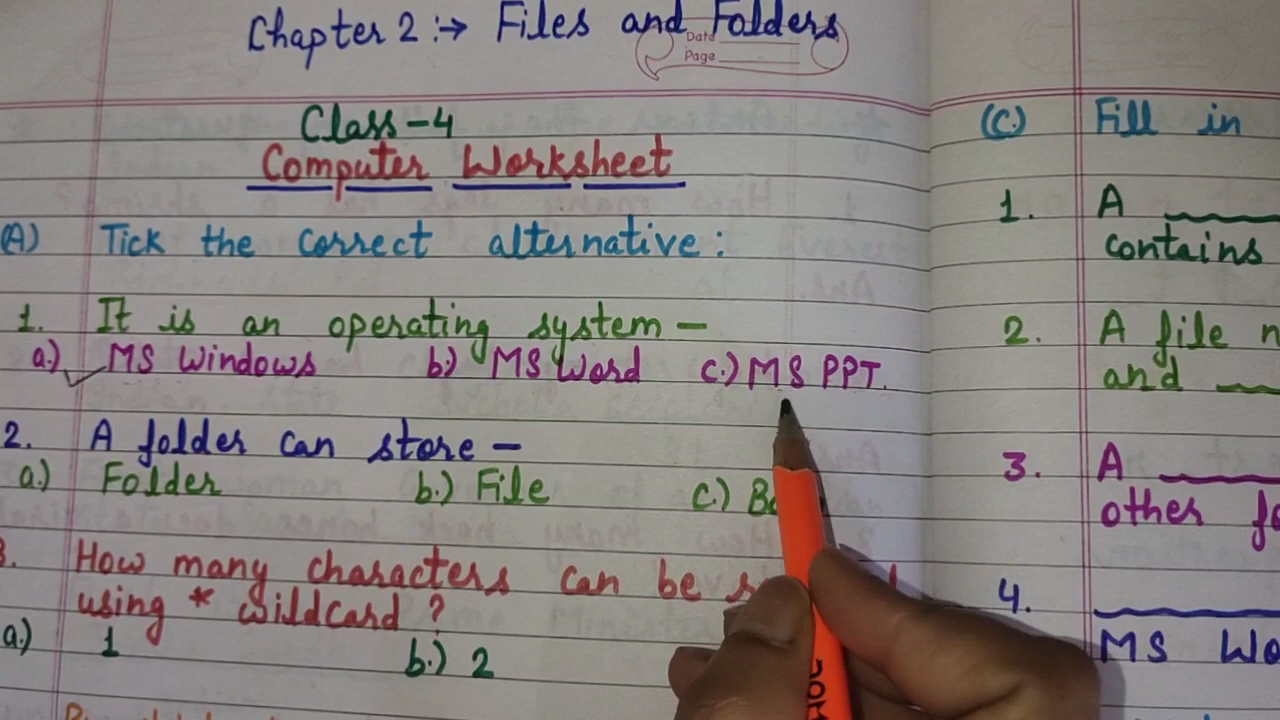 Chapter 2 :→ Files and Folders
Date
Page
Class-4
Computer Worksheet
(A) Tick the correct alternative:
1. It is an operating system -
a.) MS Windows b) MS Word c.) MS PPT.
2. A folder can store -
a.) Folder b.) File c.)
3. How many characters can be
using * wildcard ?
a.) 1 b.) 2
(C) Fill in
1. A
contains
2. A file
and
3. A
other
4.
MS